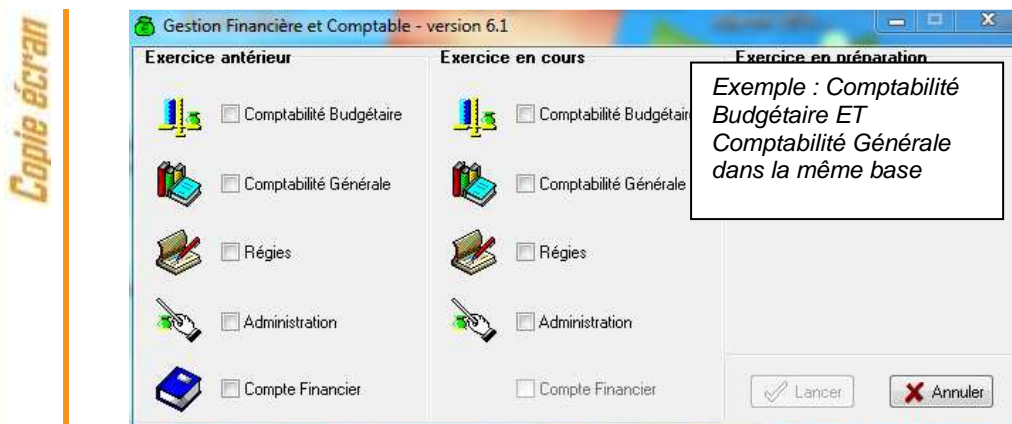 Copie écran
Gestion Financière et Comptable - version 6.1
Exercice antérieur
Comptabilité Budgétaire
Comptabilité Générale
Régies
Administration
Compte Financier
Exercice en cours
Comptabilité Budgétair
Comptabilité Générale
Régies
Administration
Compte Financier
Exercice en préparation
Exemple : Comptabilité
Budgétaire ET
Comptabilité Générale
dans la même base
Lancer
Annuler